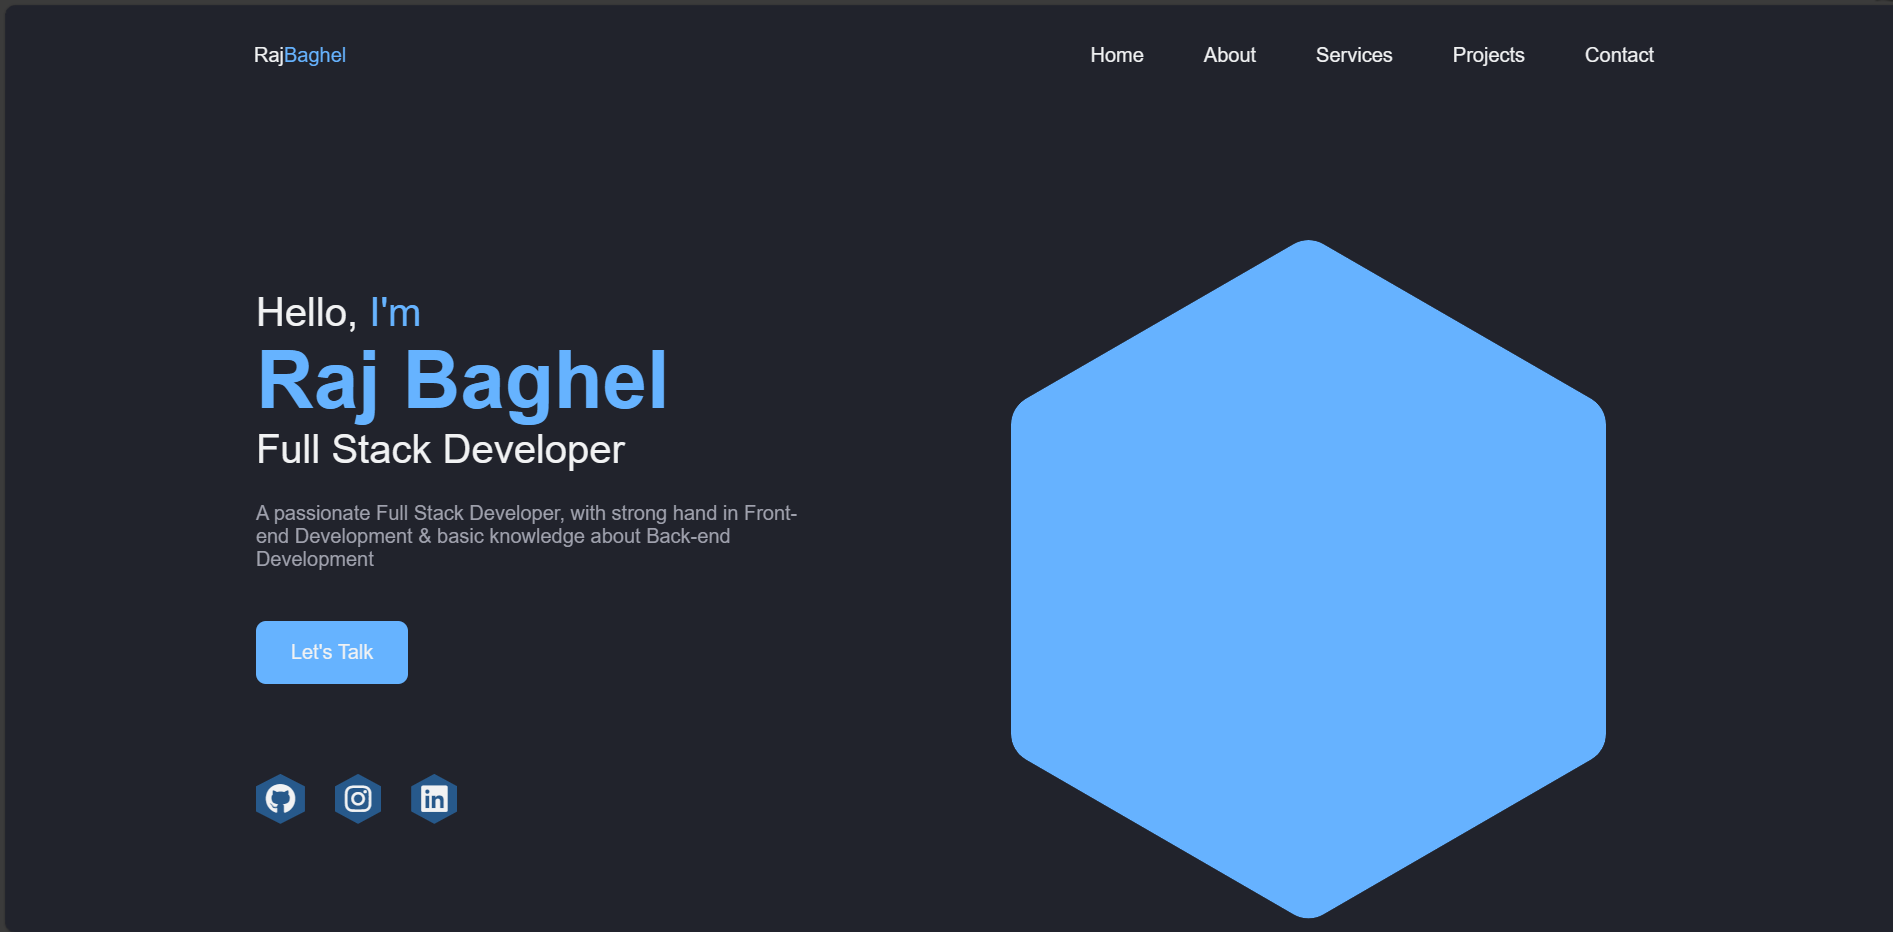 RajBaghel
Home About Services Projects Contact
Hello, I'm
Raj Baghel
Full Stack Developer
A passionate Full Stack Developer, with strong hand in Front-
end Development & basic knowledge about Back-end
Development
Let's Talk
in